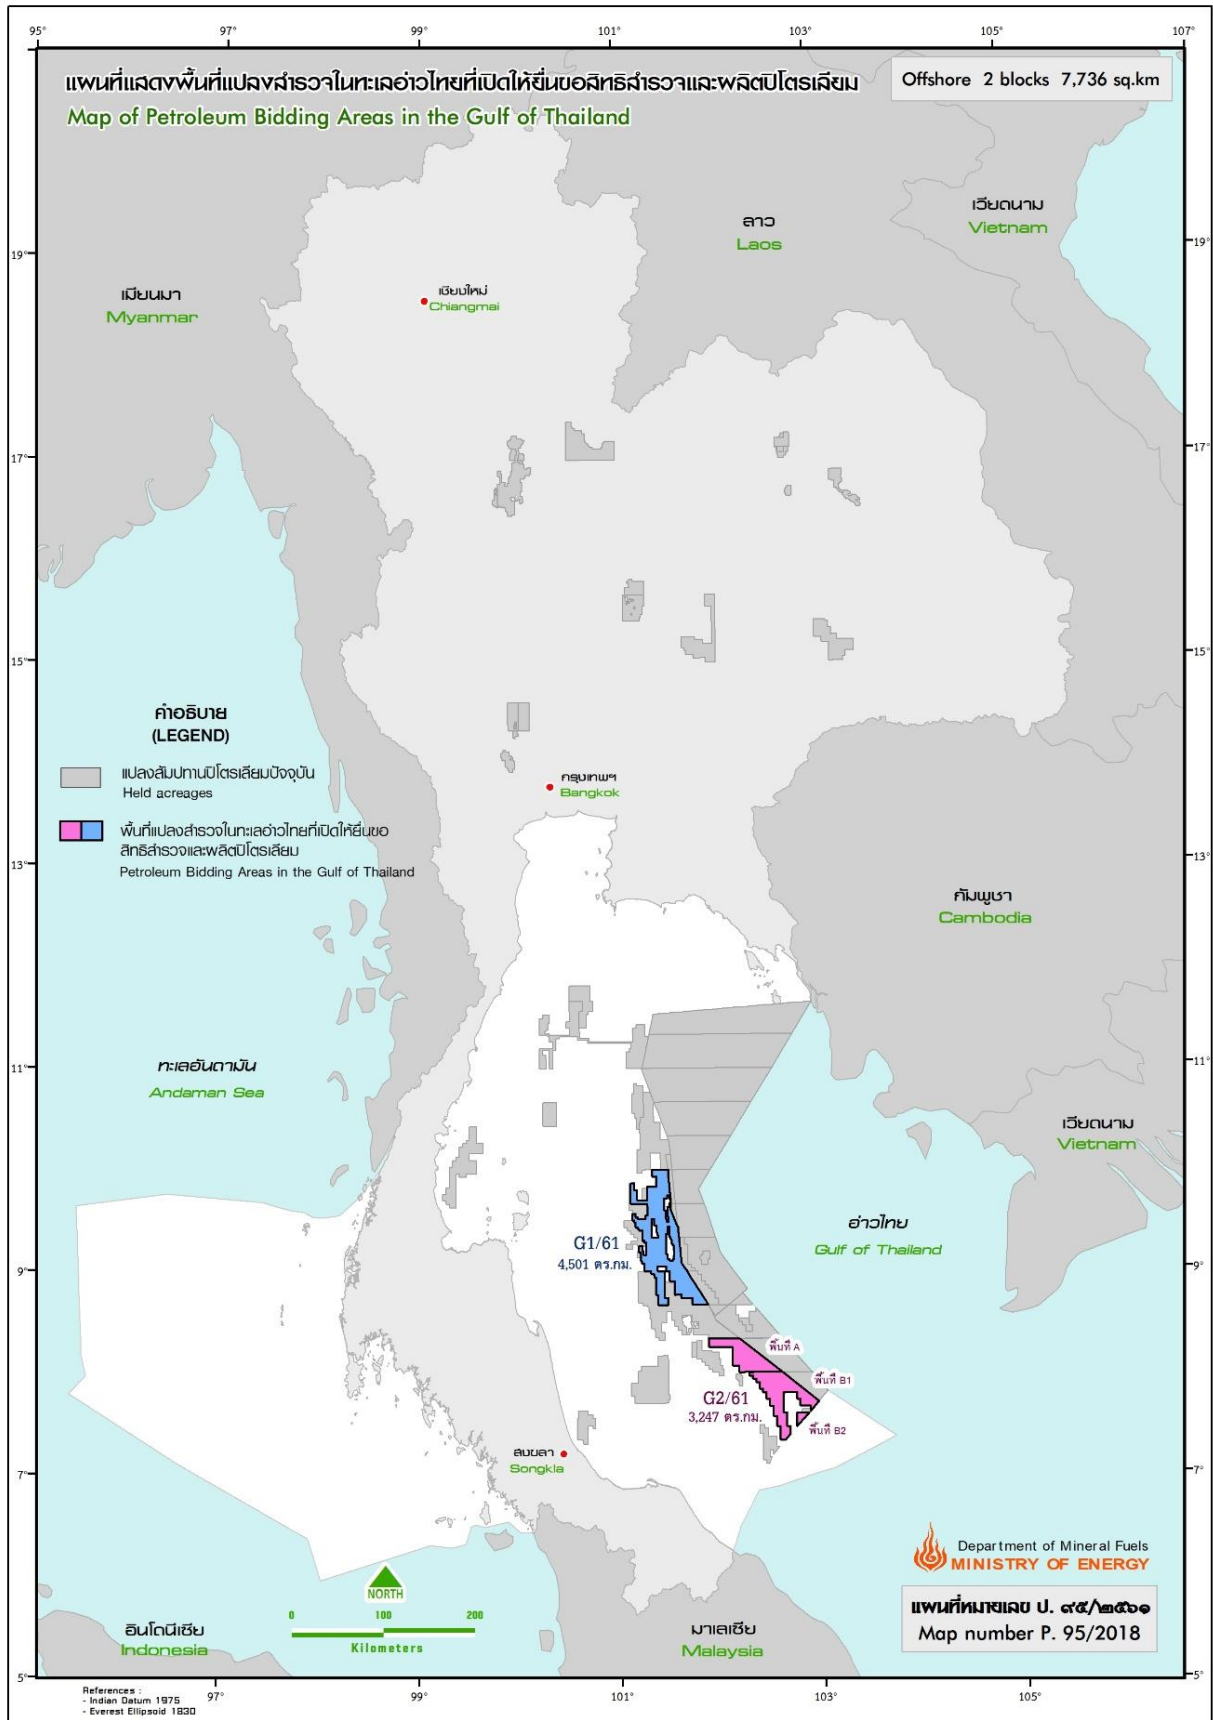 95°
97°
99°
101°
103°
105°
107°
แผนที่แสดงพื้นที่แปลงสำรวจในทะเลอ่าวไทยที่เปิดให้ยื่นขอสิทธิสำรวจและผลิตปิโตรเลียม
Map of Petroleum Bidding Areas in the Gulf of Thailand
Offshore 2 blocks 7,736 sq.km
เวียดนาม
Vietnam
ลาว
Laos
19°
19°
เมียนมา
Myanmar
เชียงใหม่
Chiangmai
17°
17°
15°
15°
คำอธิบาย
(LEGEND)
แปลงสัมปทานปิโตรเลียมปัจจุบัน
Held acreages
พื้นที่แปลงสำรวจในทะเลอ่าวไทยที่เปิดให้ยื่นขอ
สิทธิสำรวจและผลิตปิโตรเลียม
Petroleum Bidding Areas in the Gulf of Thailand
กรุงเทพฯ
Bangkok
13°
13°
กัมพูชา
Cambodia
11°
11°
ทะเลอันดามัน
Andaman Sea
เวียดนาม
Vietnam
อ่าวไทย
Gulf of Thailand
G1/61
4,501 ตร.กม.
9°
9°
พื้นที่ A
พื้นที่ B1
G2/61
3,247 ตร.กม.
พื้นที่ B2
สงขลา
Songkla
7°
7°
Department of Mineral Fuels
MINISTRY OF ENERGY
แผนที่หมายเลข ป. ๙๕/๒๕๖๑
Map number P. 95/2018
NORTH
0 100 200
Kilometers
อินโดนีเซีย
Indonesia
มาเลเซีย
Malaysia
5°
5°
97°
99°
101°
103°
105°
References :
- Indian Datum 1975
- Everest Ellipsoid 1830